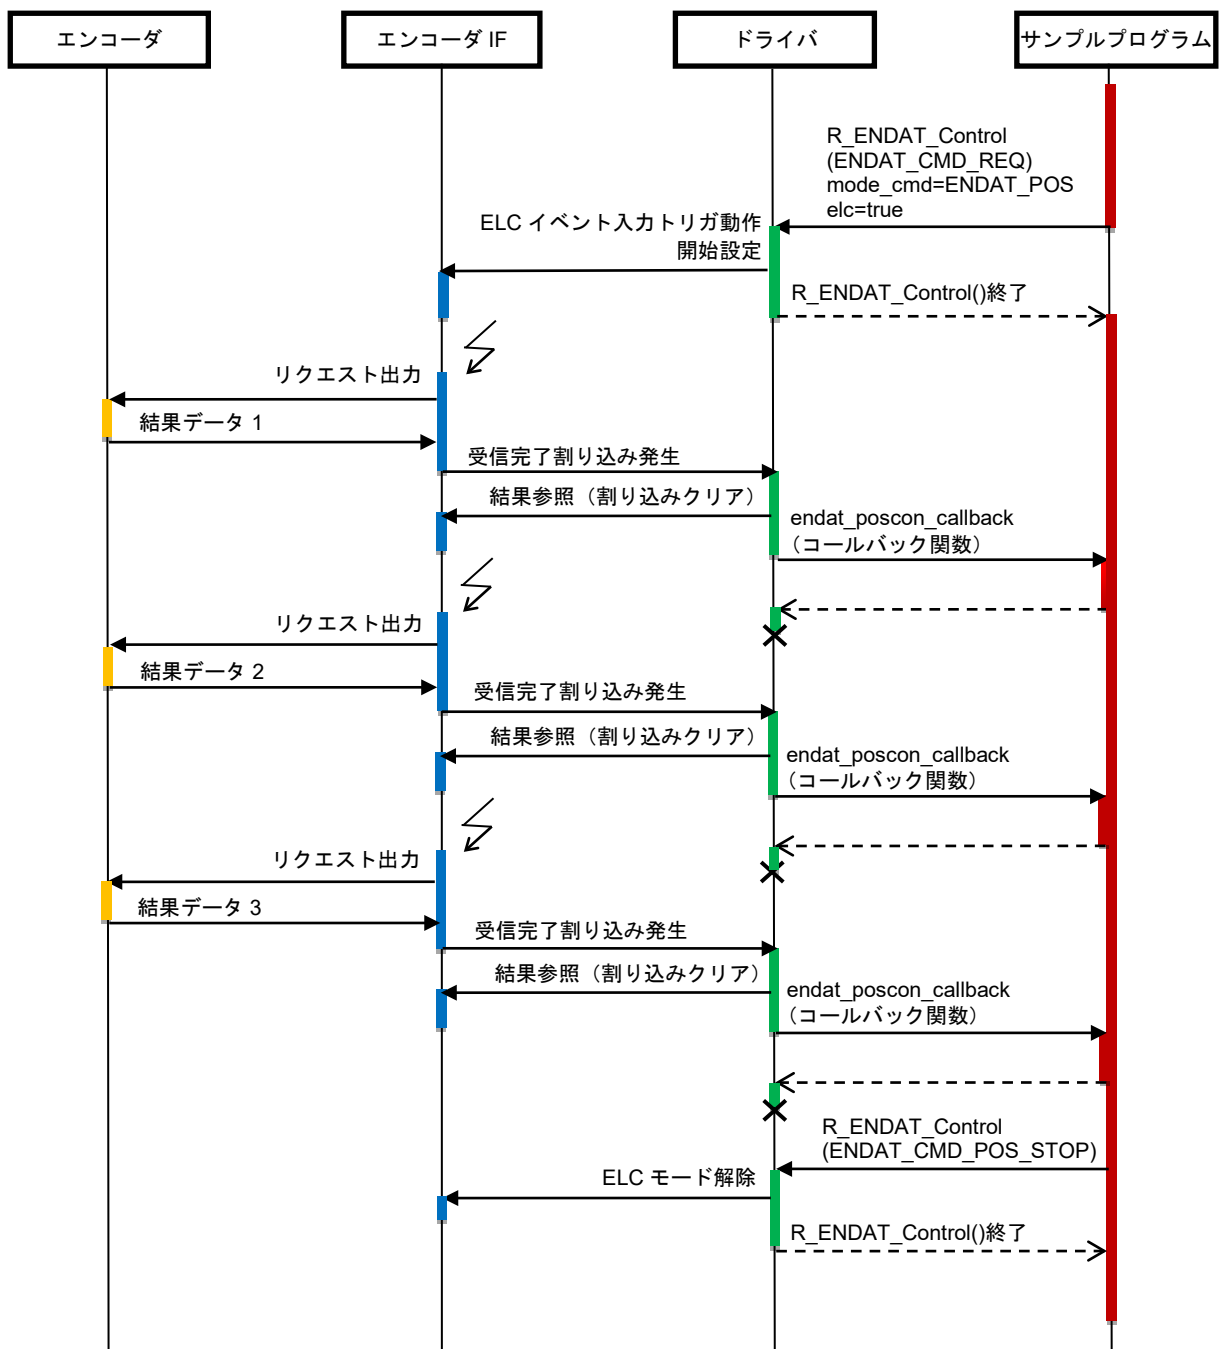 エンコーダ
エンコーダ IF
ドライバ
サンプルプログラム
R_ENDAT_Control
(ENDAT_CMD_REQ)
mode_cmd=ENDAT_POS
elc=true
ELC イベント入力トリガ動作
開始設定
R_ENDAT_Control()終了
リクエスト出力
結果データ 1
受信完了割り込み発生
結果参照（割り込みクリア）
endat_poscon_callback
（コールバック関数）
リクエスト出力
結果データ 2
受信完了割り込み発生
結果参照（割り込みクリア）
endat_poscon_callback
（コールバック関数）
リクエスト出力
結果データ 3
受信完了割り込み発生
結果参照（割り込みクリア）
endat_poscon_callback
（コールバック関数）
R_ENDAT_Control
(ENDAT_CMD_POS_STOP)
ELC モード解除
R_ENDAT_Control()終了